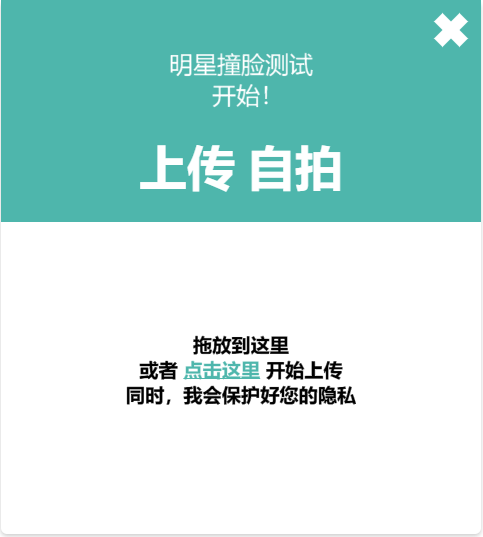 明星撞脸测试
开始！
上传 自拍
拖放到这里
或者 点击这里 开始上传
同时，我会保护好您的隐私